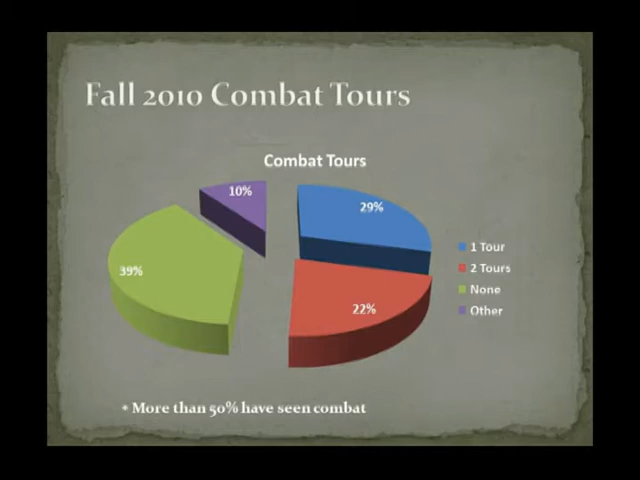 Fall 2010 Combat Tours
Combat Tours
10%
29%
39%
22%
1 Tour
2 Tours
None
Other
• More than 50% have seen combat